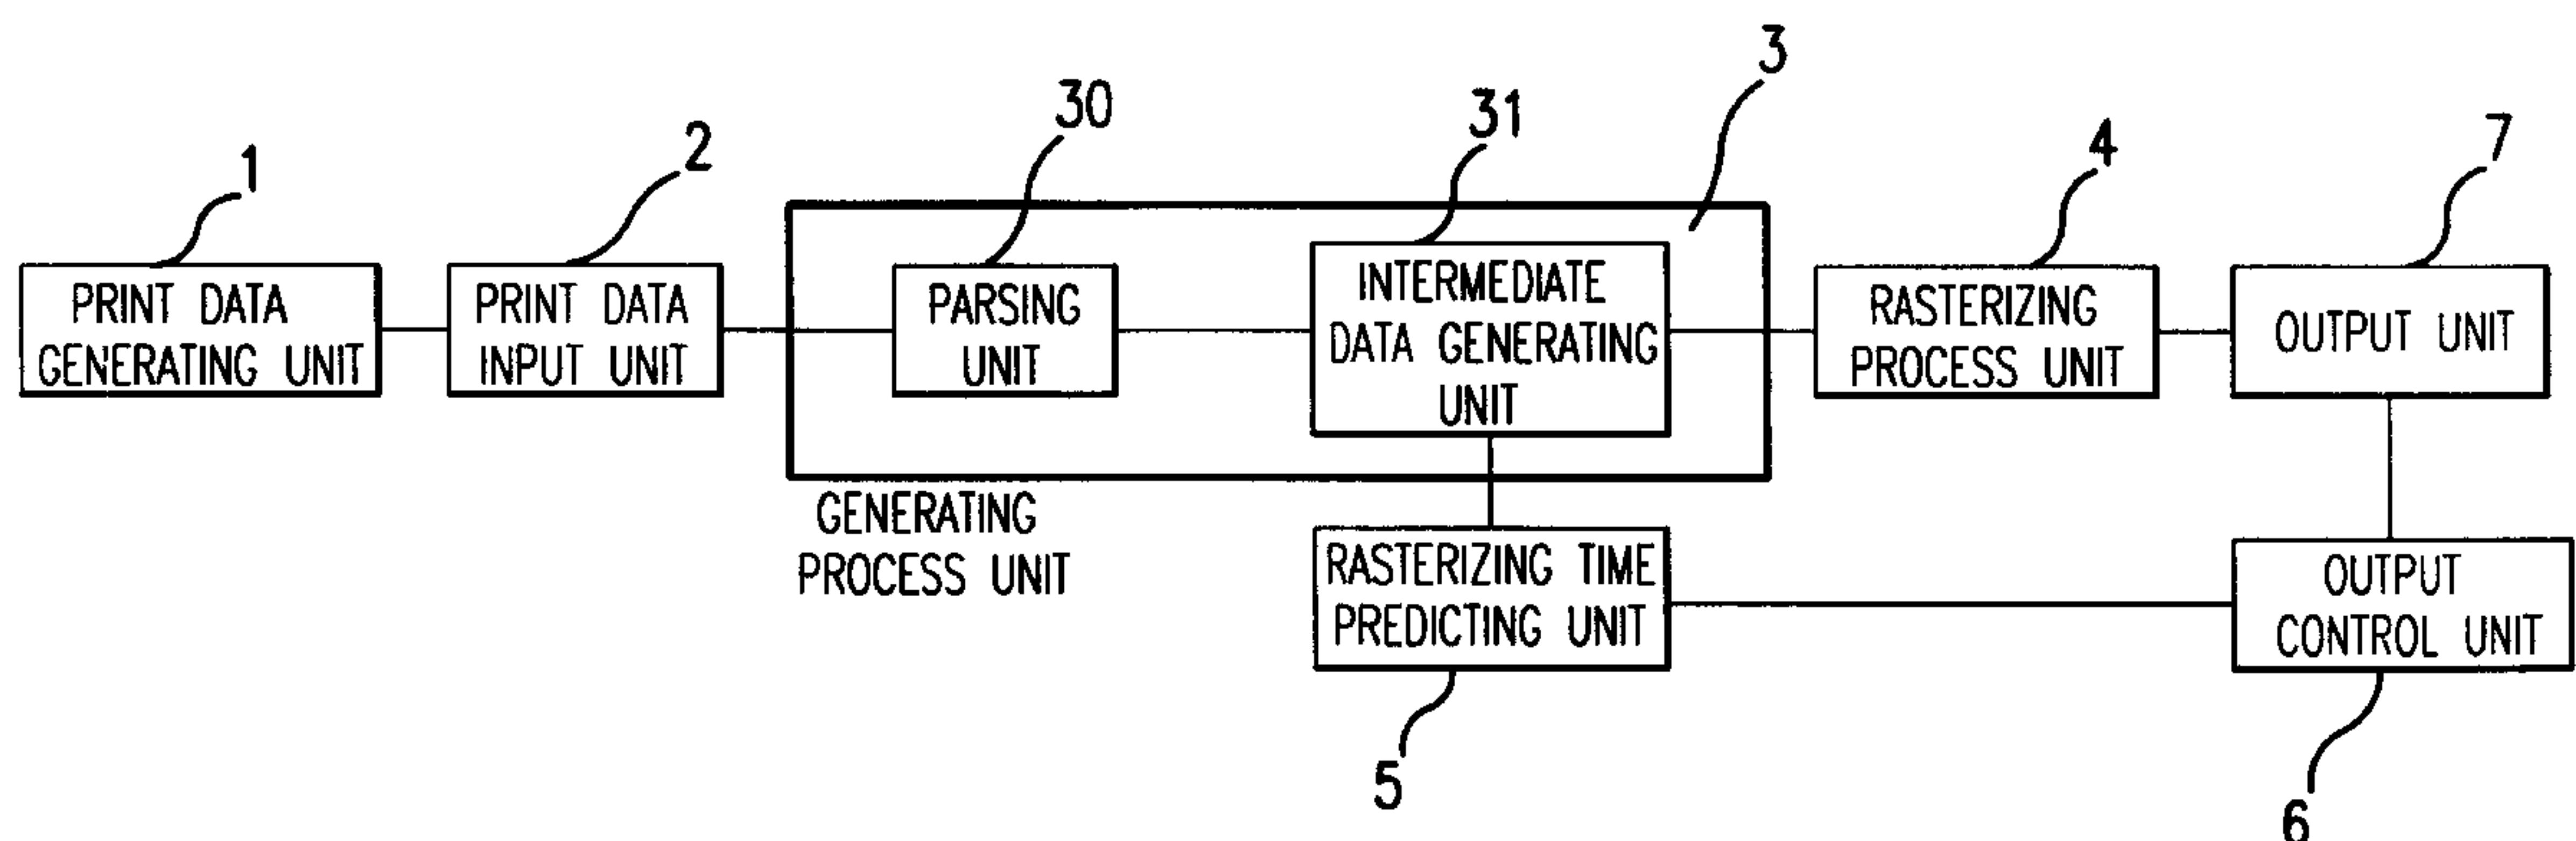 3
30
31
1
2
4
7
PRINT DATA
GENERATING UNIT
PRINT DATA
INPUT UNIT
PARSING
UNIT
INTERMEDIATE
DATA GENERATING
UNIT
RASTERIZING
PROCESS UNIT
OUTPUT UNIT
GENERATING
PROCESS UNIT
RASTERIZING TIME
PREDICTING UNIT
OUTPUT
CONTROL UNIT
5
6